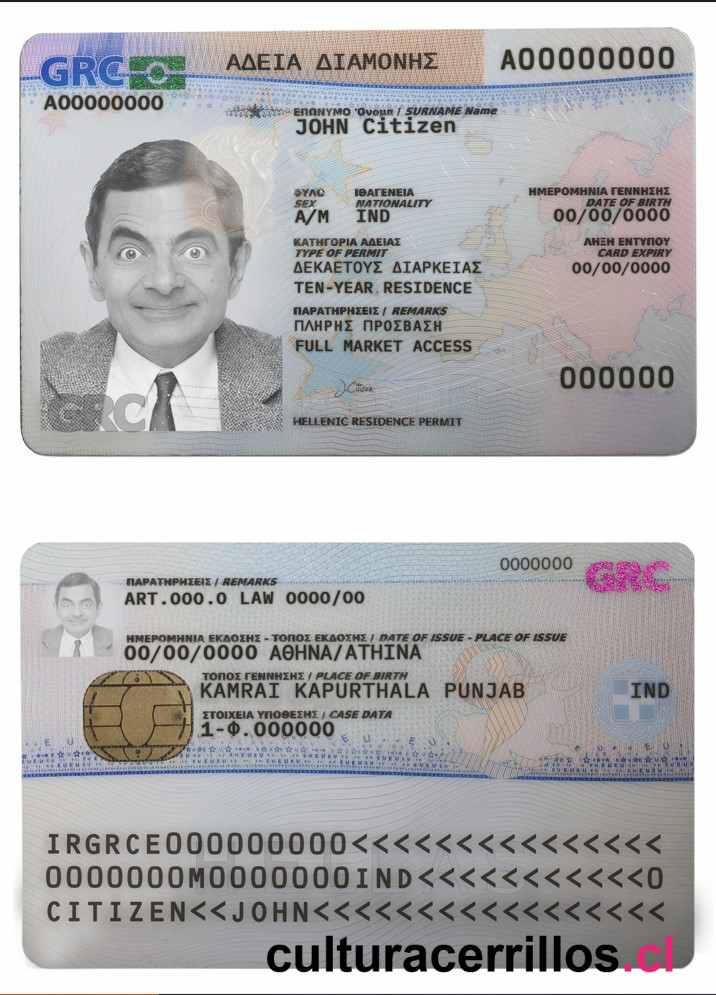 GRC
ΑΔΕΙΑ ΔΙΑΜΟΝΗΣ
A00000000
A00000000
ΕΠΩΝΥΜΟ Όνομα / SURNAME Name
JOHN Citizen
ΦΥΛΟ ΙΘΑΓΕΝΕΙΑ ΗΜΕΡΟΜΗΝΙΑ ΓΕΝΝΗΣΗΣ
SEX NATIONALITY DATE OF BIRTH
A/M IND 00/00/0000
ΚΑΤΗΓΟΡΙΑ ΑΔΕΙΑΣ ΛΗΞΗ ΕΝΤΥΠΟΥ
TYPE OF PERMIT CARD EXPIRY
ΔΕΚΑΕΤΟΥΣ ΔΙΑΡΚΕΙΑΣ 00/00/0000
TEN-YEAR RESIDENCE
ΠΑΡΑΤΗΡΗΣΕΙΣ / REMARKS
ΠΛΗΡΗΣ ΠΡΟΣΒΑΣΗ
FULL MARKET ACCESS
000000
GRC
HELLENIC RESIDENCE PERMIT
0000000
GRC
ΠΑΡΑΤΗΡΗΣΕΙΣ / REMARKS
ART.000.0 LAW 0000/00
ΗΜΕΡΟΜΗΝΙΑ ΕΚΔΟΣΗΣ - ΤΟΠΟΣ ΕΚΔΟΣΗΣ / DATE OF ISSUE - PLACE OF ISSUE
00/00/0000 ΑΘΗΝΑ/ATHINA
ΤΟΠΟΣ ΓΕΝΝΗΣΗΣ / PLACE OF BIRTH
KAMRAI KAPURTHALA PUNJAB IND
ΣΤΟΙΧΕΙΑ ΥΠΟΘΕΣΗΣ / CASE DATA
1-Φ.000000
IRGRCE0000000000<<<<<<<<<<<<<<<
0000000M0000000IND<<<<<<<<<<<0
CITIZEN<<JOHN<<<<<<<<<<<<<<<<<
culturacerrillos.cl